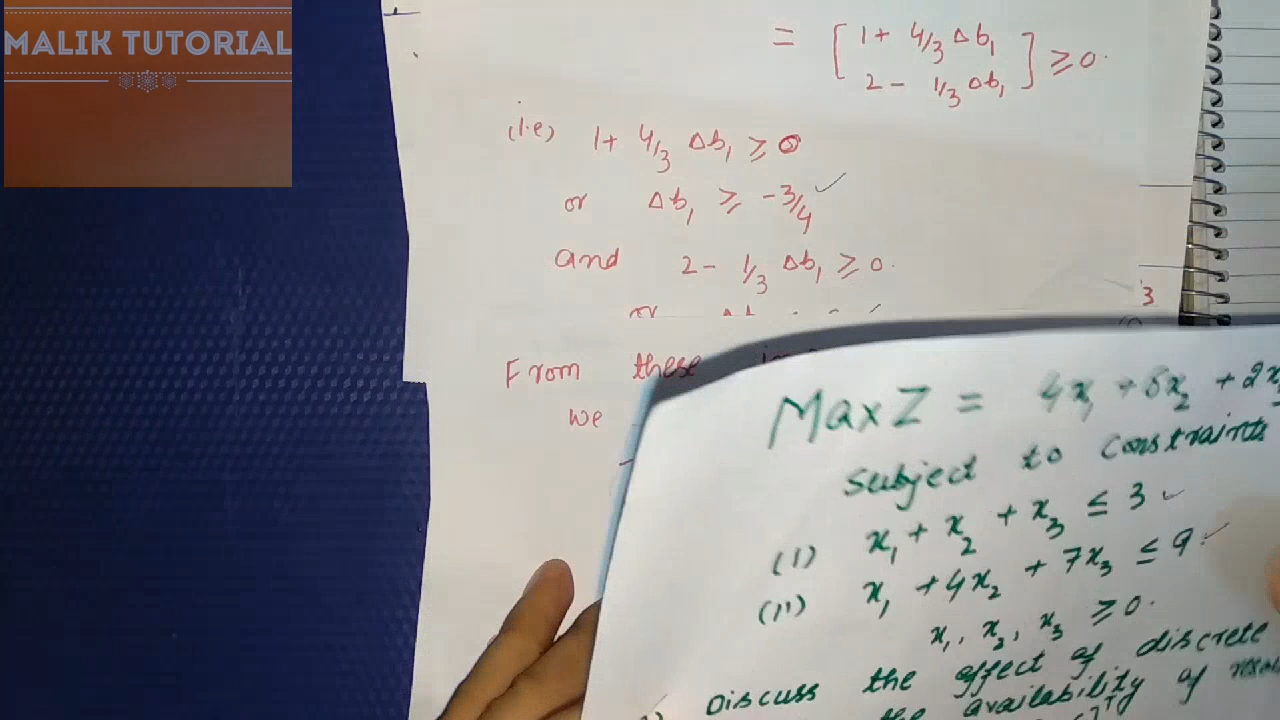 MALIK TUTORIAL
= [ 1 + 4/3 Δb₁
2 - 1/3 Δb₁ ] ≥ 0.
(i.e) 1 + 4/3 Δb₁ ≥ 0
or Δb₁ ≥ -3/4 ✓
and 2 - 1/3 Δb₁ ≥ 0.
or
3
From these
we
Max Z = 4x₁ + 6x₂ + 2x
subject to constraints
(I) x₁ + x₂ + x₃ ≤ 3 ✓
(II) x₁ + 4x₂ + 7x₃ ≤ 9 ✓
x₁, x₂, x₃ ≥ 0.
Discuss the effect of discrete
availability of